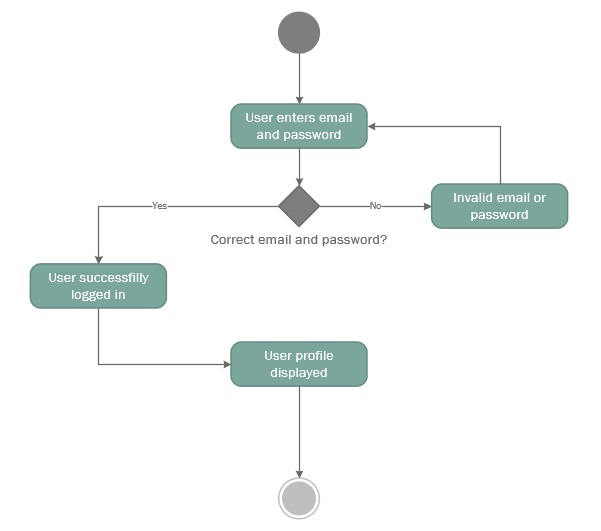 User enters email
and password
Yes
No
Invalid email or
password
Correct email and password?
User successfilly
logged in
User profile
displayed